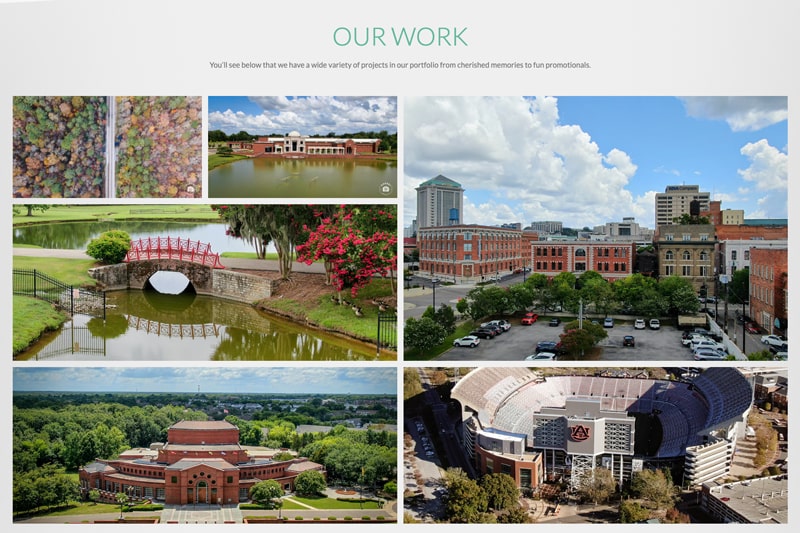 OUR WORK
You'll see below that we have a wide variety of projects in our portfolio from cherished memories to fun promotionals.
AU